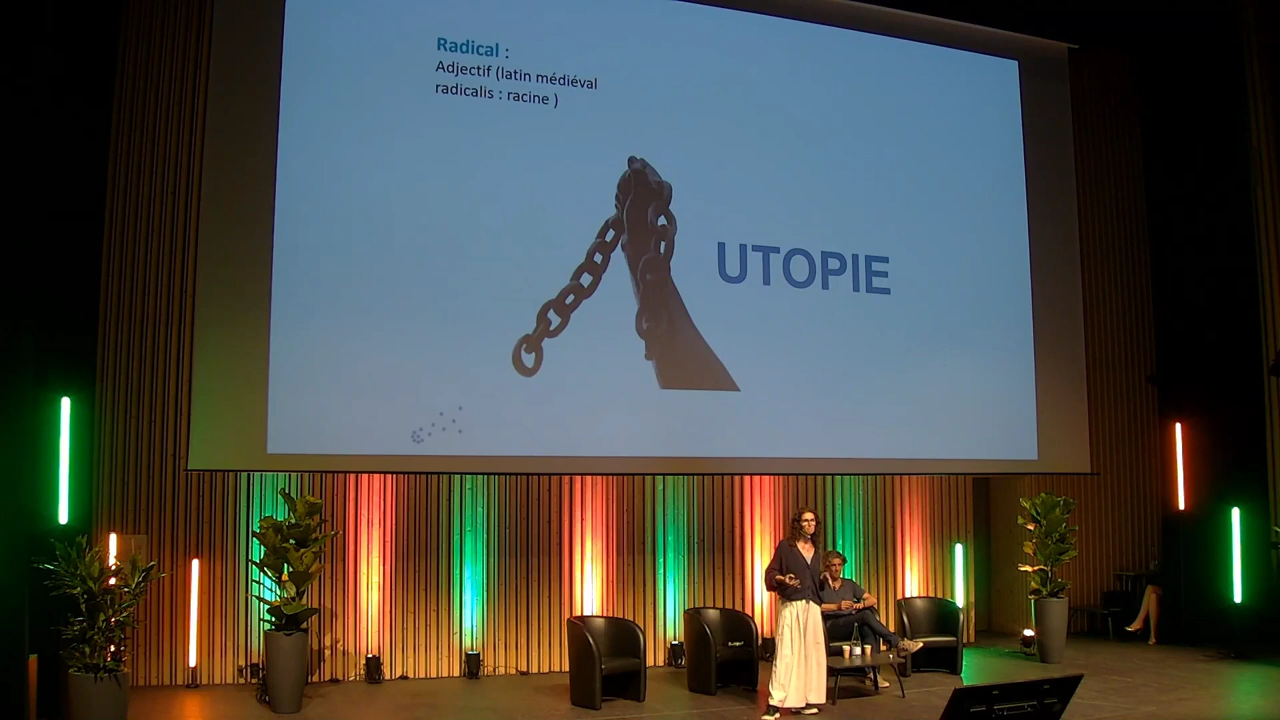 Radical :
Adjectif (latin médiéval
radicalis : racine )
UTOPIE